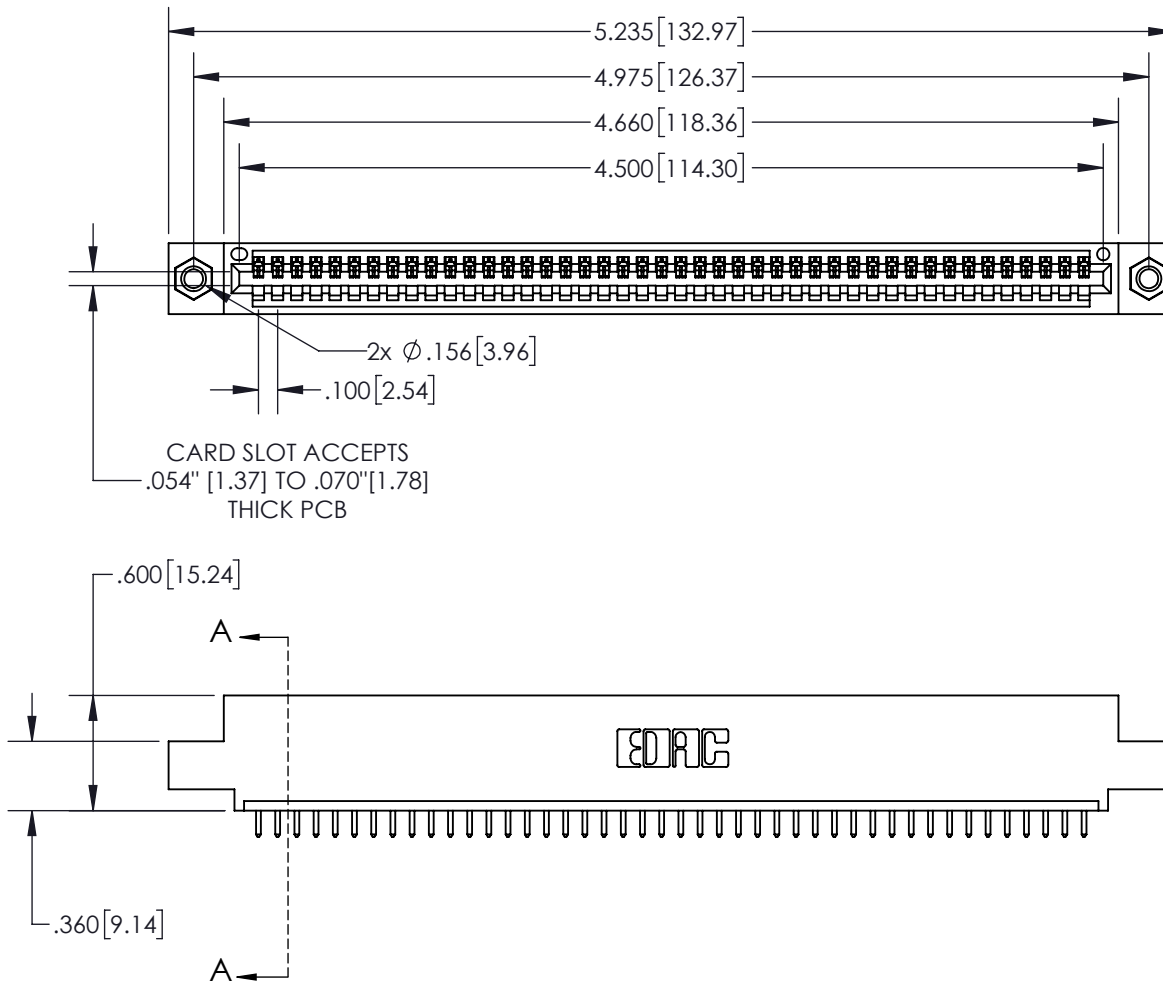 5.235[132.97]
4.975[126.37]
4.660[118.36]
4.500[114.30]
2x Ø.156[3.96]
.100[2.54]
CARD SLOT ACCEPTS
.054" [1.37] TO .070"[1.78]
THICK PCB
.600[15.24]
A
EDAC
.360[9.14]
A